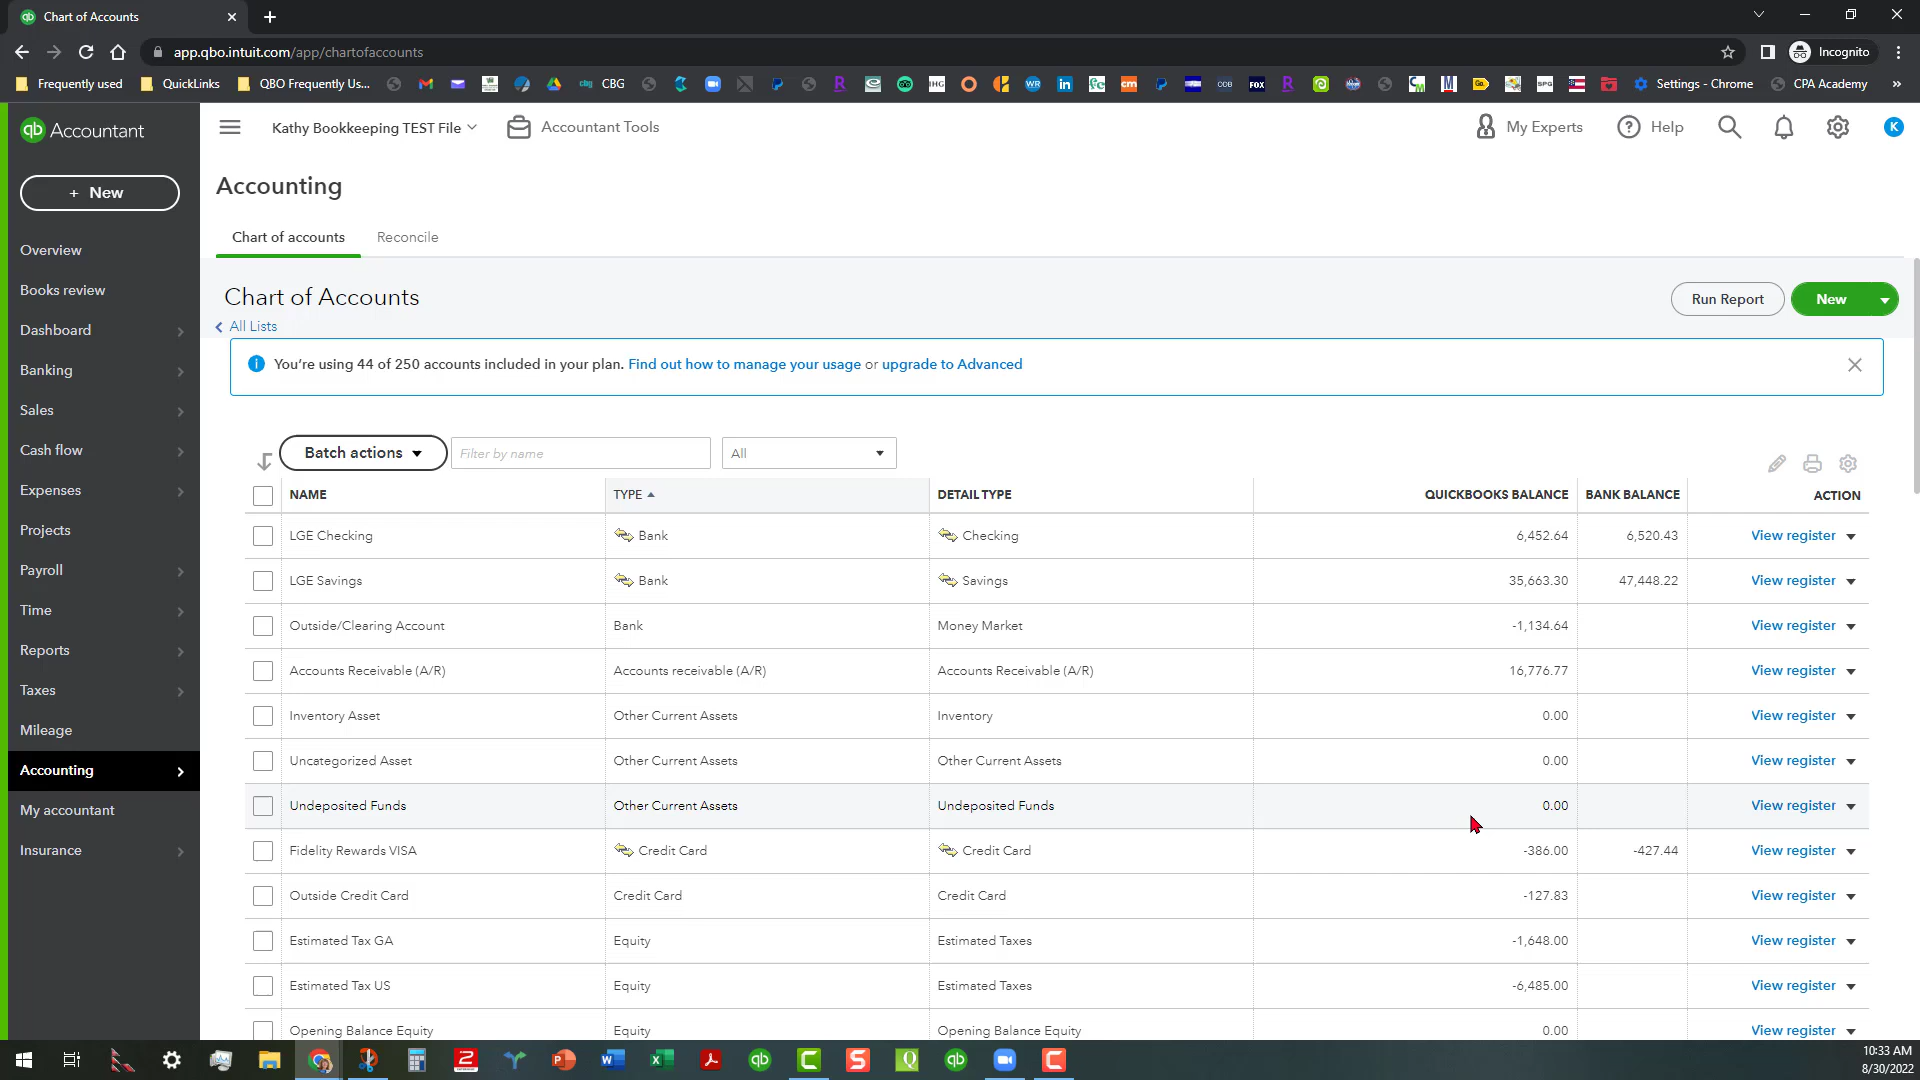 Chart of Accounts
app.qbo.intuit.com/app/chartofaccounts
Incognito
Frequently used
QuickLinks
QBO Frequently Us...
CBG
Settings - Chrome
CPA Academy
qb Accountant
Kathy Bookkeeping TEST File
Accountant Tools
My Experts
Help
K
+ New
Overview
Books review
Dashboard
Banking
Sales
Cash flow
Expenses
Projects
Payroll
Time
Reports
Taxes
Mileage
Accounting
My accountant
Insurance
Accounting
Chart of accounts
Reconcile
Chart of Accounts
All Lists
Run Report
New
You're using 44 of 250 accounts included in your plan. Find out how to manage your usage or upgrade to Advanced
Batch actions
Filter by name
All
NAME TYPE DETAIL TYPE QUICKBOOKS BALANCE BANK BALANCE ACTION
LGE Checking Bank Checking 6,452.64 6,520.43 View register
LGE Savings Bank Savings 35,663.30 47,448.22 View register
Outside/Clearing Account Bank Money Market -1,134.64 View register
Accounts Receivable (A/R) Accounts receivable (A/R) Accounts Receivable (A/R) 16,776.77 View register
Inventory Asset Other Current Assets Inventory 0.00 View register
Uncategorized Asset Other Current Assets Other Current Assets 0.00 View register
Undeposited Funds Other Current Assets Undeposited Funds 0.00 View register
Fidelity Rewards VISA Credit Card Credit Card -386.00 -427.44 View register
Outside Credit Card Credit Card Credit Card -127.83 View register
Estimated Tax GA Equity Estimated Taxes -1,648.00 View register
Estimated Tax US Equity Estimated Taxes -6,485.00 View register
Opening Balance Equity Equity Opening Balance Equity 0.00 View register
10:33 AM
8/30/2022